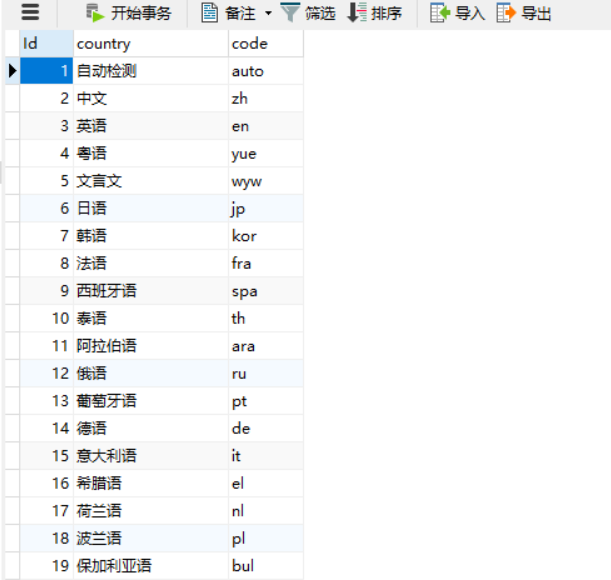 开始事务 备注 筛选 排序 导入 导出
Id country code
1 自动检测 auto
2 中文 zh
3 英语 en
4 粤语 yue
5 文言文 wyw
6 日语 jp
7 韩语 kor
8 法语 fra
9 西班牙语 spa
10 泰语 th
11 阿拉伯语 ara
12 俄语 ru
13 葡萄牙语 pt
14 德语 de
15 意大利语 it
16 希腊语 el
17 荷兰语 nl
18 波兰语 pl
19 保加利亚语 bul